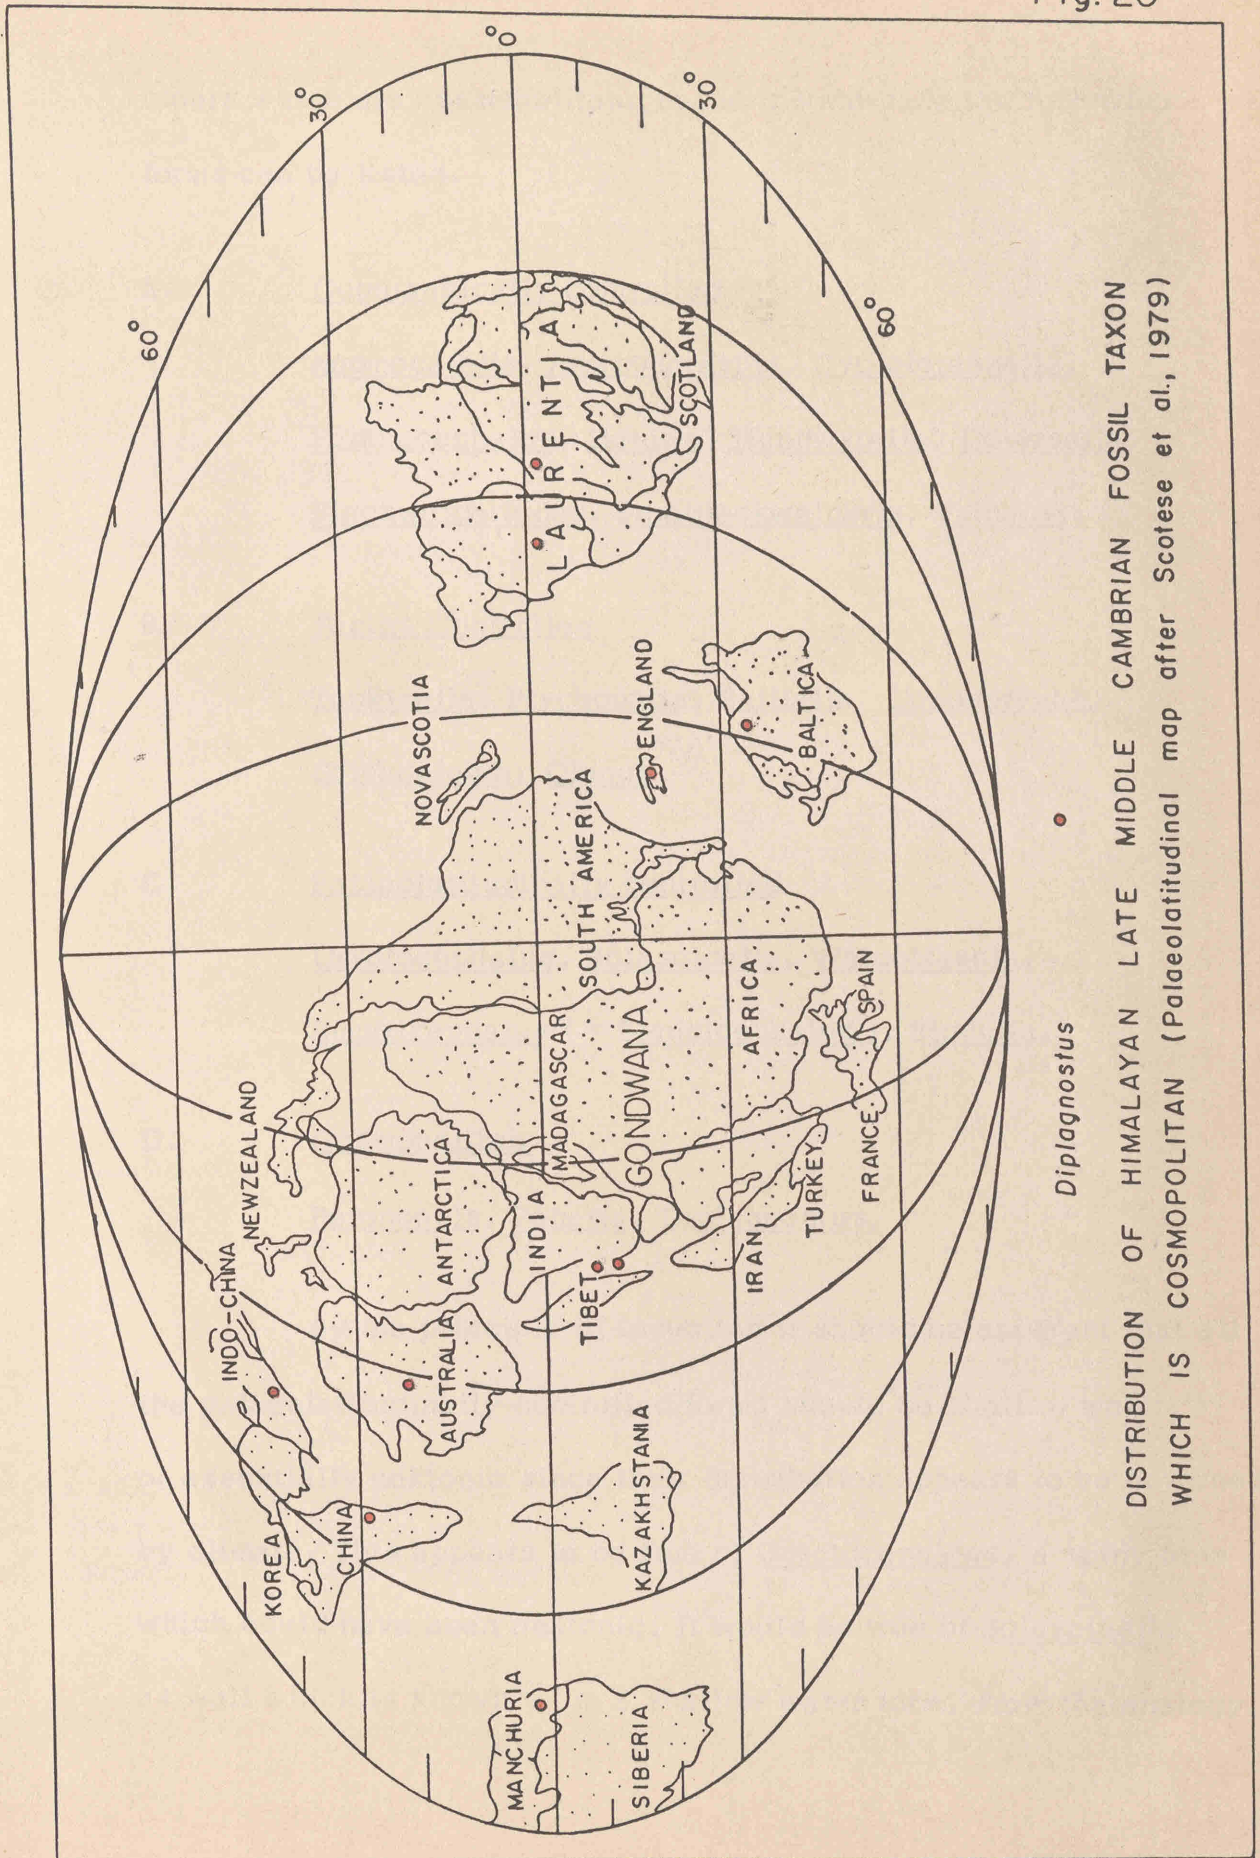 Fig. 20
60°
30°
0°
30°
60°
NOVASCOTIA
LAURENTIA
SCOTLAND
ENGLAND
BALTICA
SOUTH AMERICA
AFRICA
SPAIN
FRANCE
GONDWANA
MADAGASCAR
TURKEY
IRAN
INDIA
TIBET
ANTARCTICA
NEWZEALAND
INDO-CHINA
AUSTRALIA
KOREA
CHINA
KAZAKHSTANIA
MANCHURIA
SIBERIA
Diplagnostus
DISTRIBUTION OF HIMALAYAN LATE MIDDLE CAMBRIAN FOSSIL TAXON
WHICH IS COSMOPOLITAN (Palaeolatitudinal map after Scotese et al., 1979)